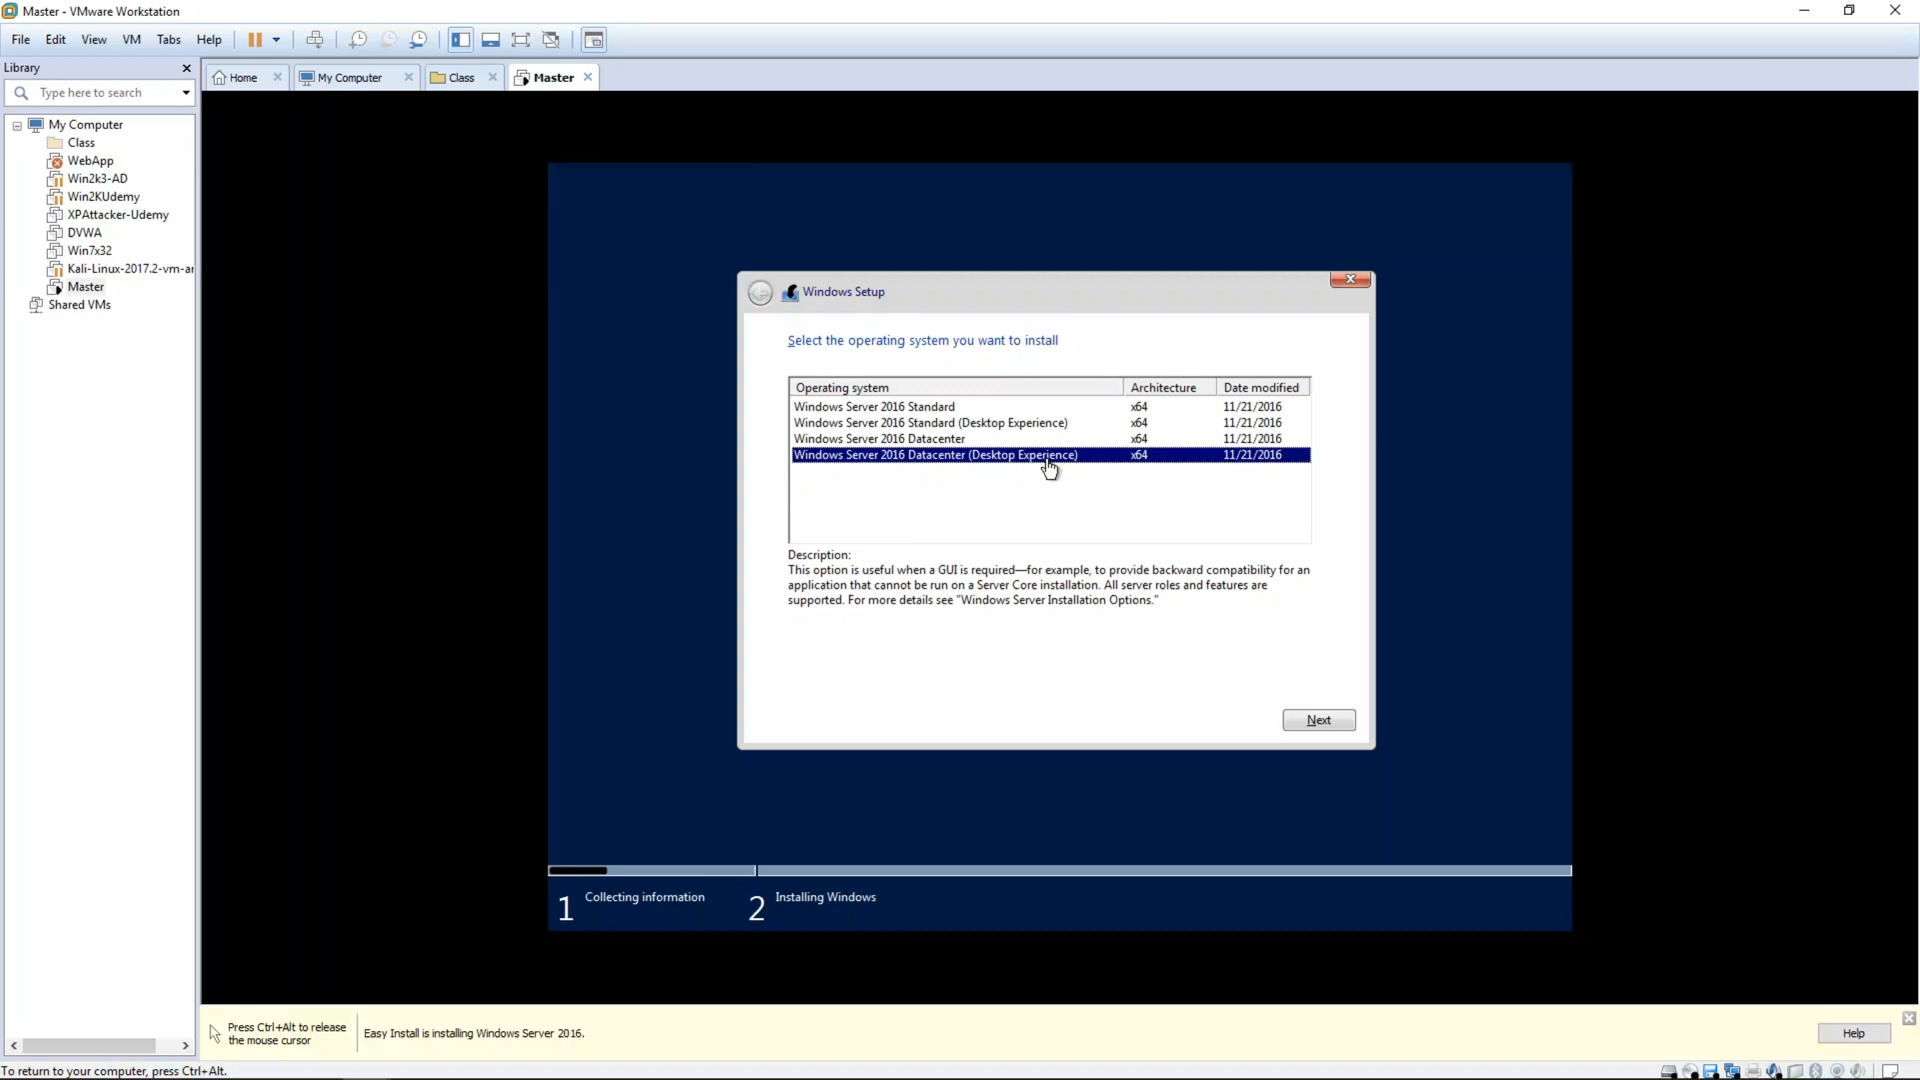 Master - VMware Workstation
File Edit View VM Tabs Help
Library
Home My Computer Class Master
Type here to search
My Computer
Class
WebApp
Win2k3-AD
Win2KUdemy
XPAttacker-Udemy
DVWA
Win7x32
Kali-Linux-2017.2-vm-ar
Master
Shared VMs
Windows Setup
Select the operating system you want to install
Operating system Architecture Date modified
Windows Server 2016 Standard x64 11/21/2016
Windows Server 2016 Standard (Desktop Experience) x64 11/21/2016
Windows Server 2016 Datacenter x64 11/21/2016
Windows Server 2016 Datacenter (Desktop Experience) x64 11/21/2016
Description:
This option is useful when a GUI is required—for example, to provide backward compatibility for an
application that cannot be run on a Server Core installation. All server roles and features are
supported. For more details see "Windows Server Installation Options."
Next
1 Collecting information 2 Installing Windows
Press Ctrl+Alt to release
the mouse cursor
Easy Install is installing Windows Server 2016.
Help
To return to your computer, press Ctrl+Alt.